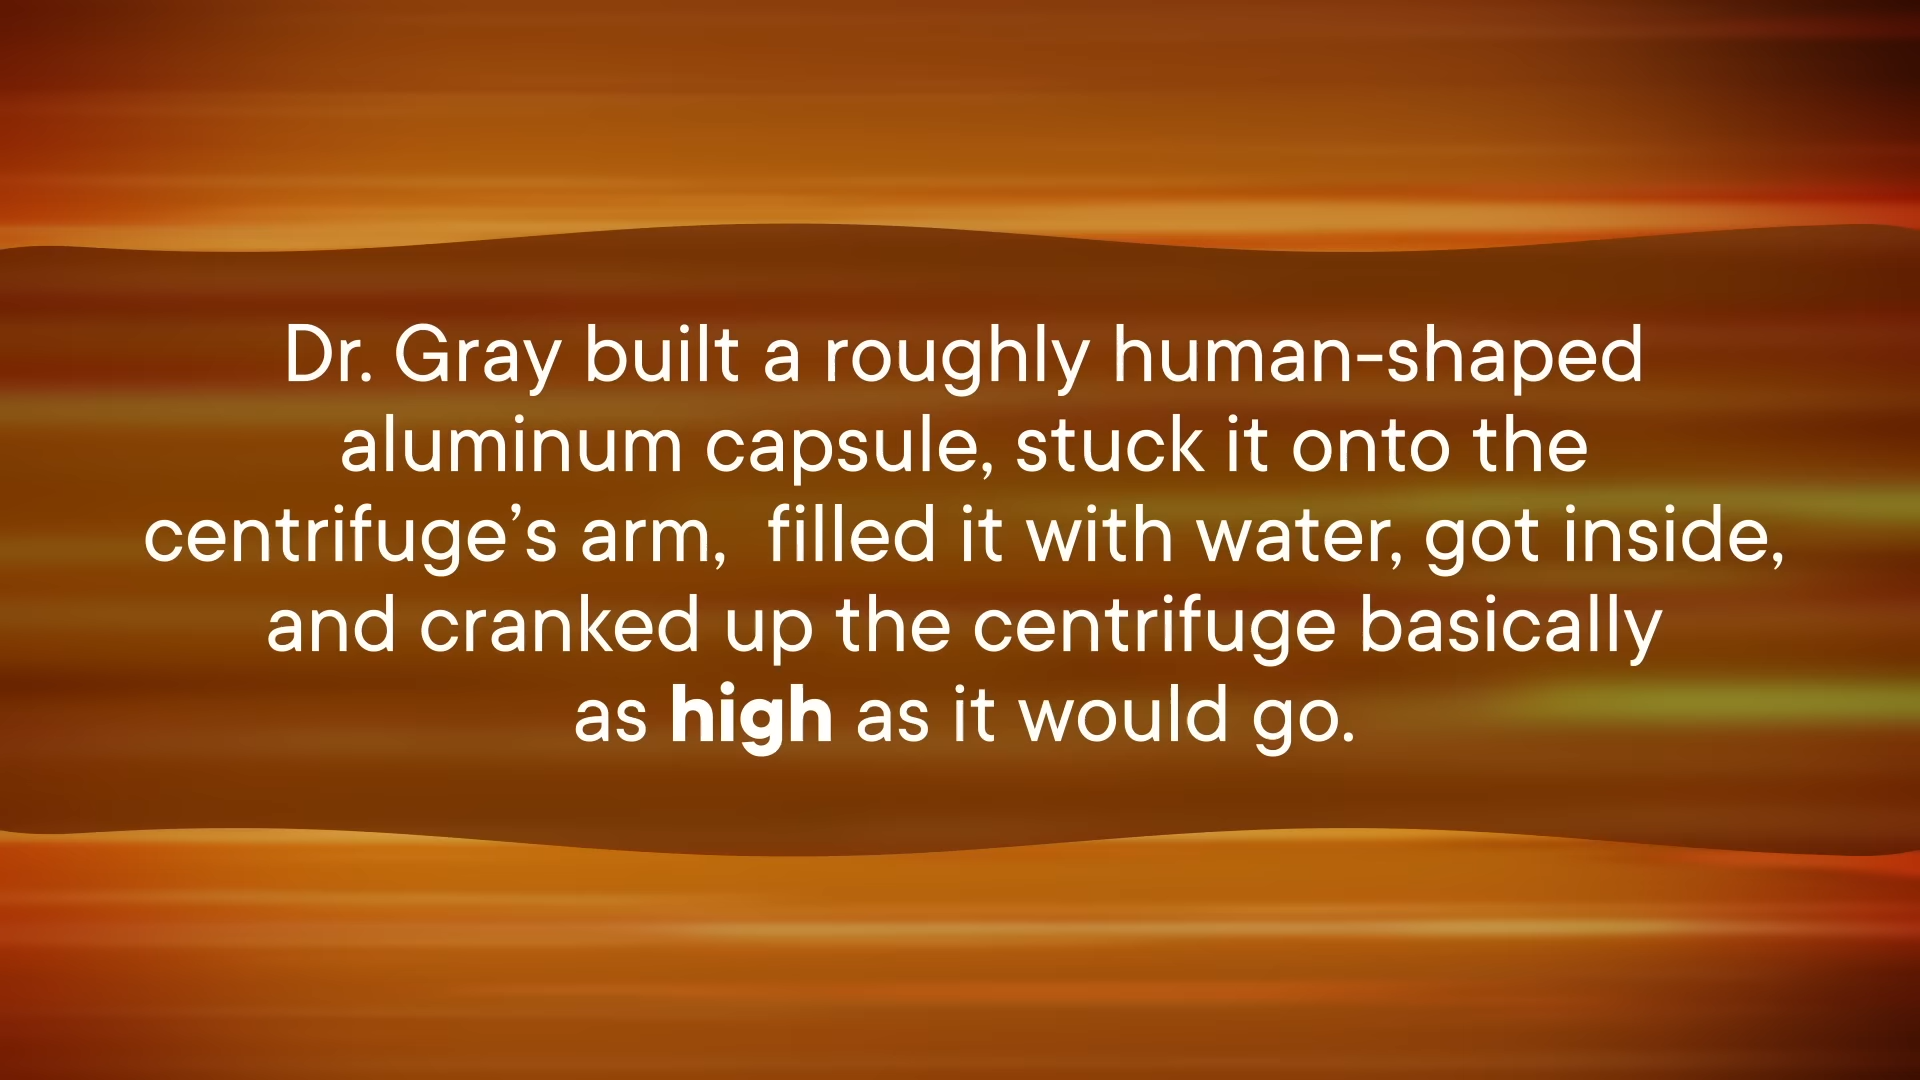 Dr. Gray built a roughly human-shaped
aluminum capsule, stuck it onto the
centrifuge’s arm,  filled it with water, got inside,
and cranked up the centrifuge basically
as high as it would go.